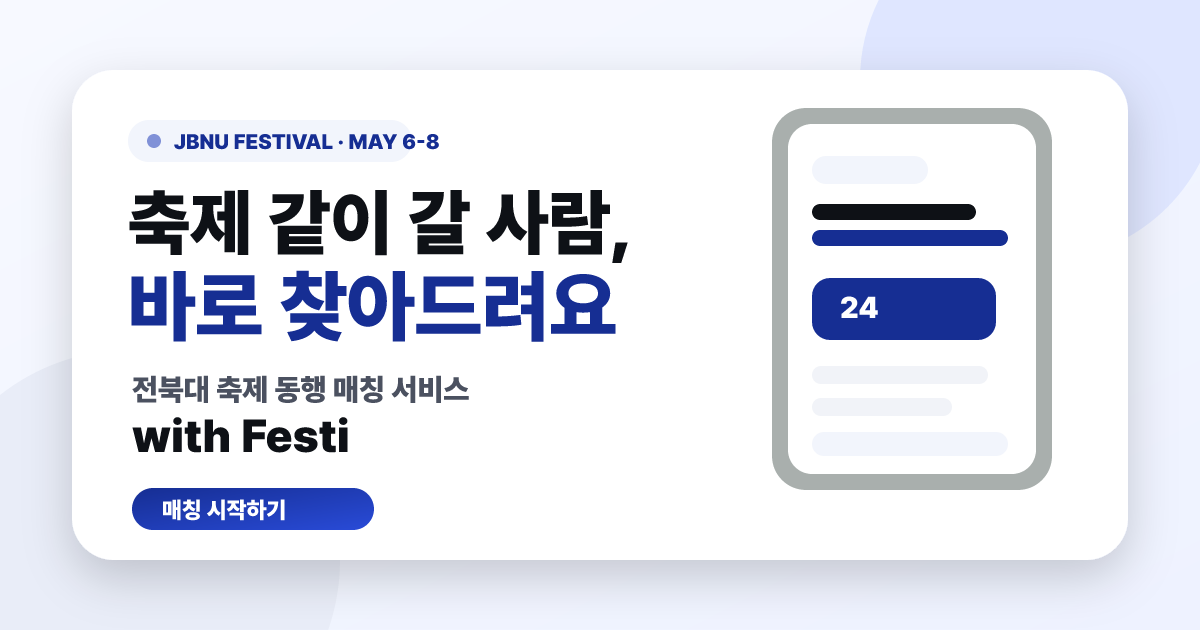 JBNU FESTIVAL · MAY 6-8
축제 같이 갈 사람,
바로 찾아드려요
전북대 축제 동행 매칭 서비스
with Festi
매칭 시작하기
24